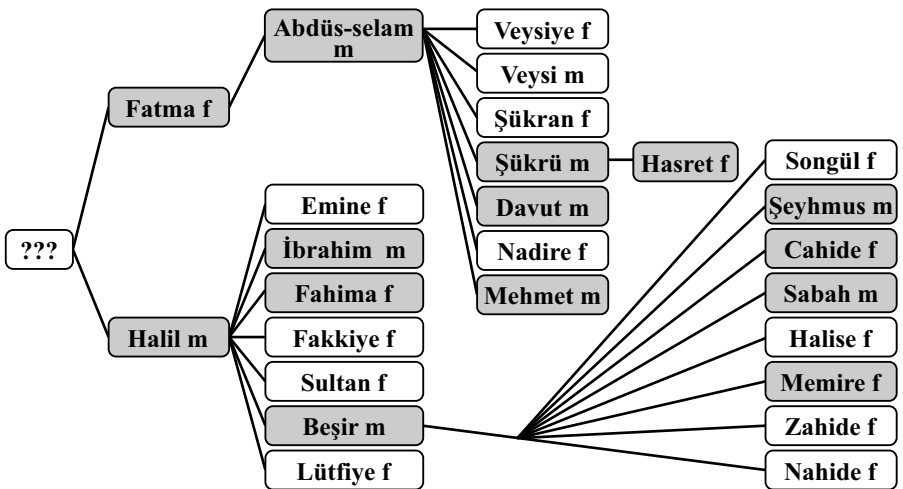 ???
Fatma f
Halil m
Abdüs-selam
m
Emine f
İbrahim m
Fahima f
Fakkiye f
Sultan f
Beşir m
Lütfiye f
Veysiye f
Veysi m
Şükran f
Şükrü m
Davut m
Nadire f
Mehmet m
Hasret f
Songül f
Şeyhmus m
Cahide f
Sabah m
Halise f
Memire f
Zahide f
Nahide f